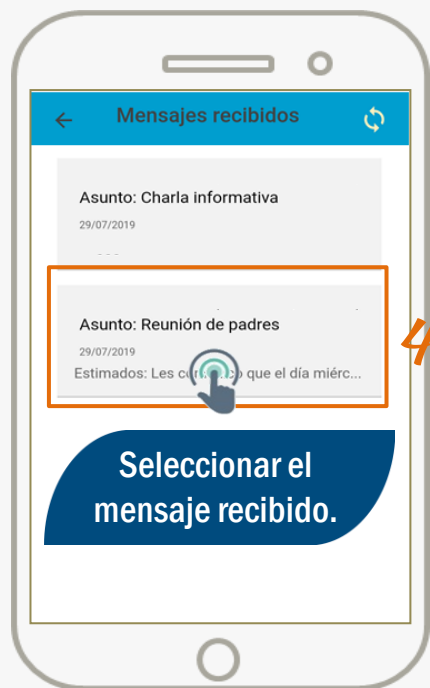 Mensajes recibidos
Asunto: Charla informativa
29/07/2019
Asunto: Reunión de padres
29/07/2019
Estimados: Les que el día miérc...
4
Seleccionar el
mensaje recibido.